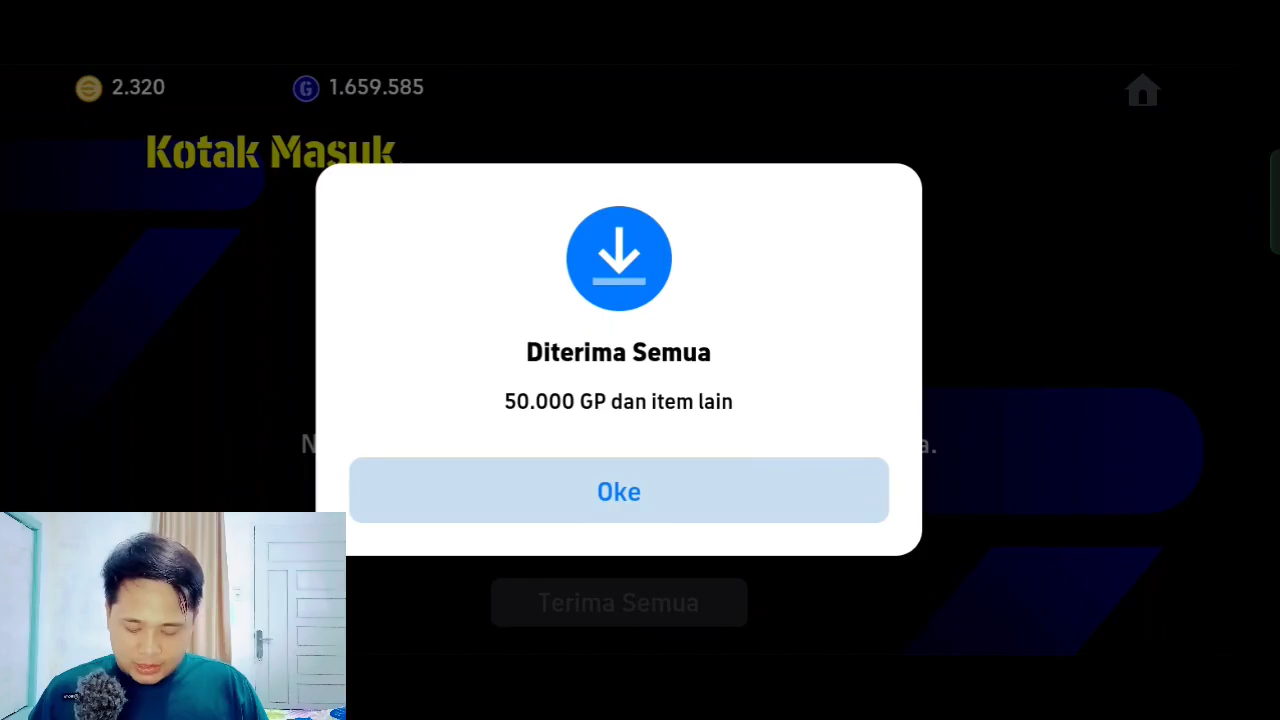 2.320
1.659.585
Kotak Masuk
Diterima Semua
50.000 GP dan item lain
Oke
Terima Semua